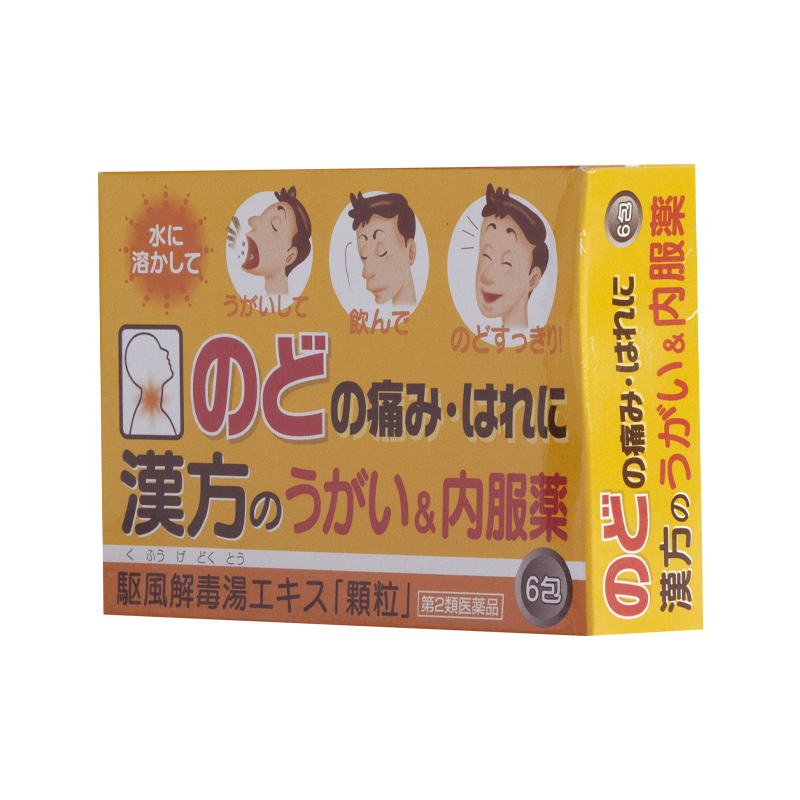 水に
溶かして
うがいして
飲んで
のどすっきり!
のどの痛み・はれに
漢方のうがい&内服薬
くふうげどくとう
駆風解毒湯エキス「顆粒」
第2類医薬品
6包
6包
のどの痛み・はれに
漢方のうがい&内服薬